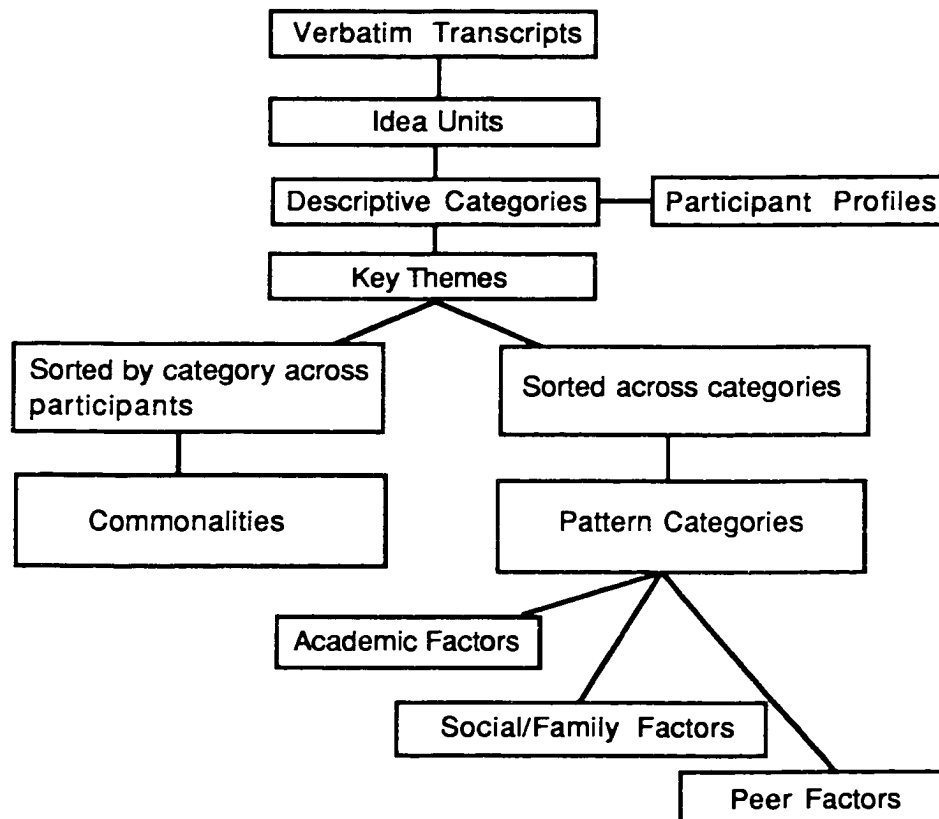 Verbatim Transcripts
Idea Units
Descriptive Categories
Participant Profiles
Key Themes
Sorted by category across
participants
Sorted across categories
Commonalities
Pattern Categories
Academic Factors
Social/Family Factors
Peer Factors